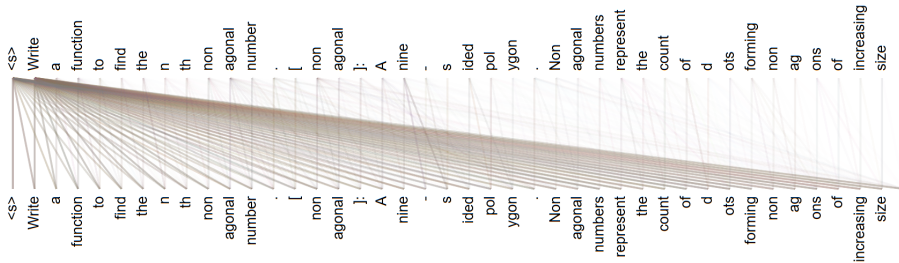 <s> Write a function to find the n th non agonal number . [ non agonal ]: A nine - s ided pol ygon . Non agonal numbers represent the count of d ots forming non ag ons of increasing size
<s> Write a function to find the n th non agonal number . [ non agonal ]: A nine - s ided pol ygon . Non agonal numbers represent the count of d ots forming non ag ons of increasing size